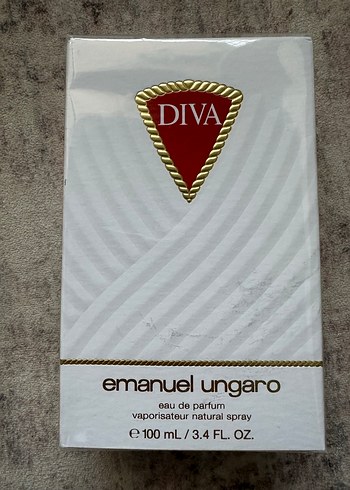 DIVA
emanuel ungaro
eau de parfum
vaporisateur natural spray
℮ 100 mL / 3.4 FL. OZ.